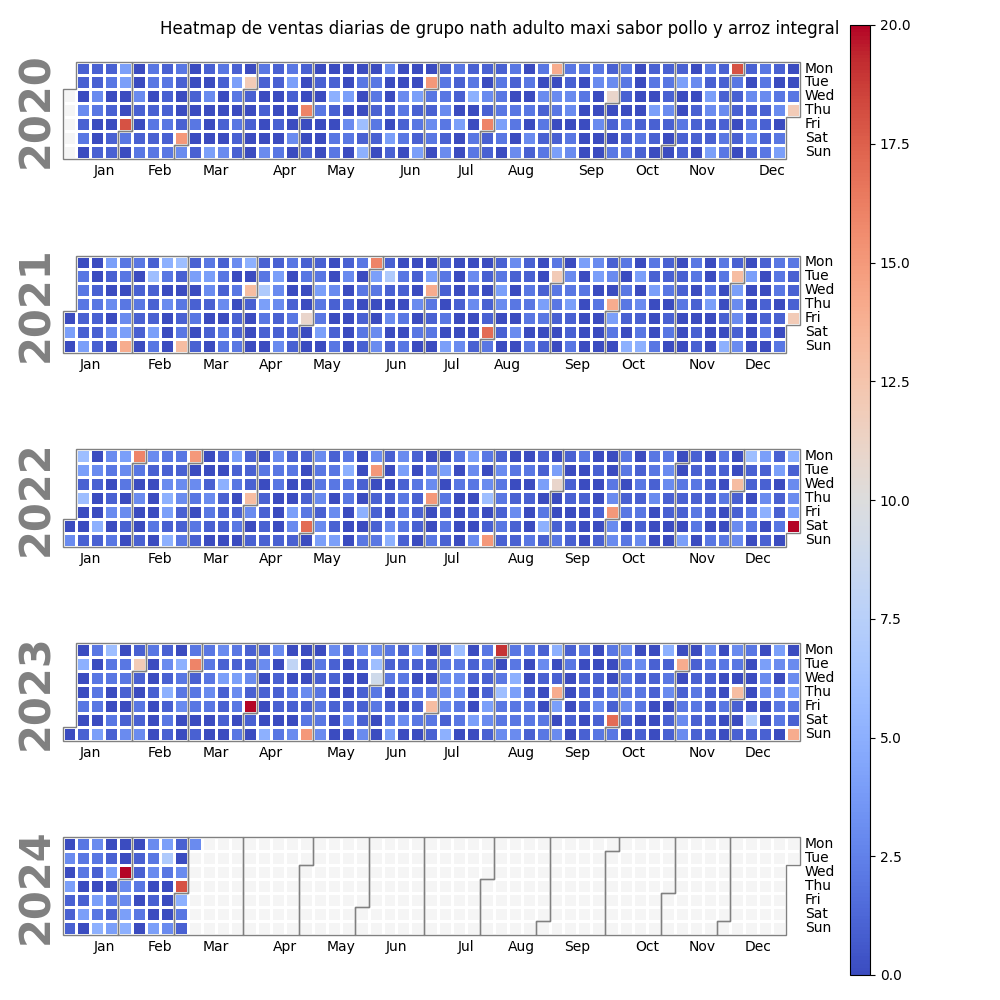 Heatmap de ventas diarias de grupo nath adulto maxi sabor pollo y arroz integral
2020
Mon
Tue
Wed
Thu
Fri
Sat
Sun
Jan Feb Mar Apr May Jun Jul Aug Sep Oct Nov Dec
2021
Mon
Tue
Wed
Thu
Fri
Sat
Sun
Jan Feb Mar Apr May Jun Jul Aug Sep Oct Nov Dec
2022
Mon
Tue
Wed
Thu
Fri
Sat
Sun
Jan Feb Mar Apr May Jun Jul Aug Sep Oct Nov Dec
2023
Mon
Tue
Wed
Thu
Fri
Sat
Sun
Jan Feb Mar Apr May Jun Jul Aug Sep Oct Nov Dec
2024
Mon
Tue
Wed
Thu
Fri
Sat
Sun
Jan Feb Mar Apr May Jun Jul Aug Sep Oct Nov Dec
20.0
17.5
15.0
12.5
10.0
7.5
5.0
2.5
0.0